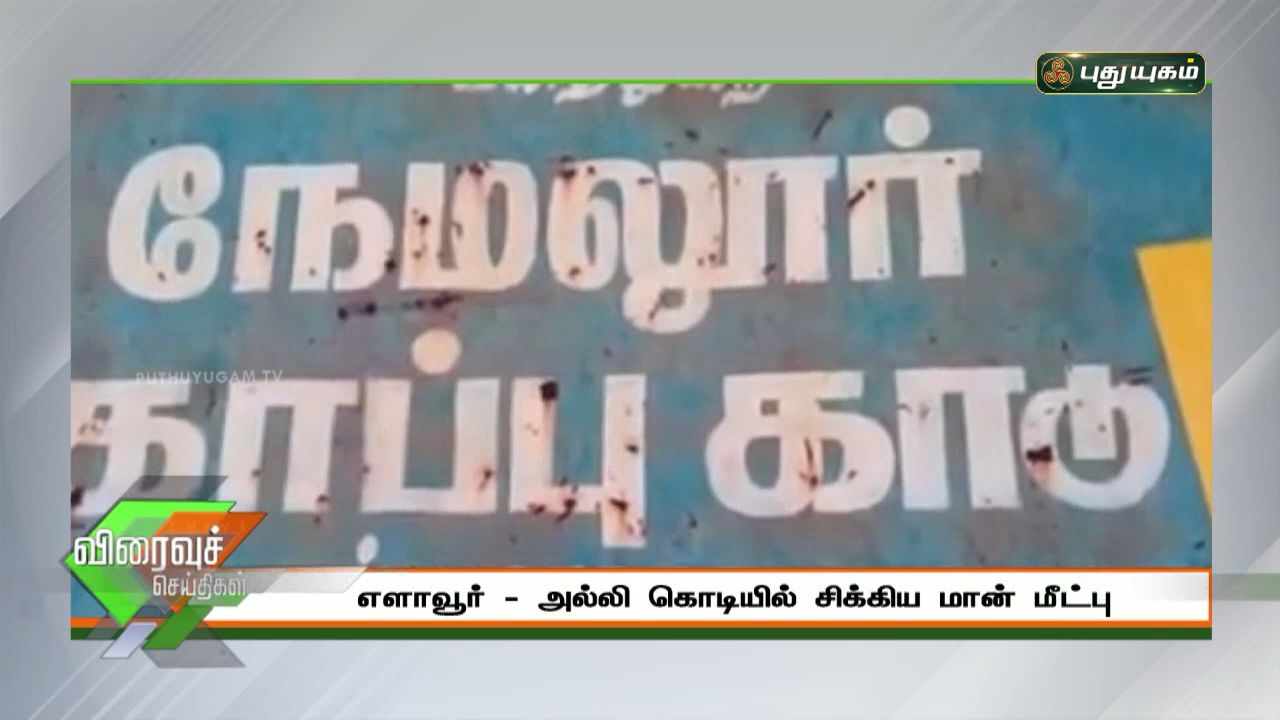 புதுயுகம்
நேமலூர்
காப்பு காடு
PUTHUYUGAM TV
விரைவுச்
செய்திகள்
எளாவூர் - அல்லி கொடியில் சிக்கிய மான் மீட்பு